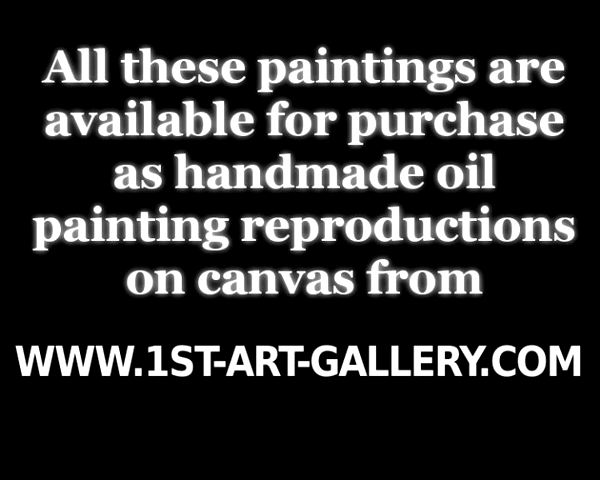 All these paintings are
available for purchase
as handmade oil
painting reproductions
on canvas from
WWW.1ST-ART-GALLERY.COM